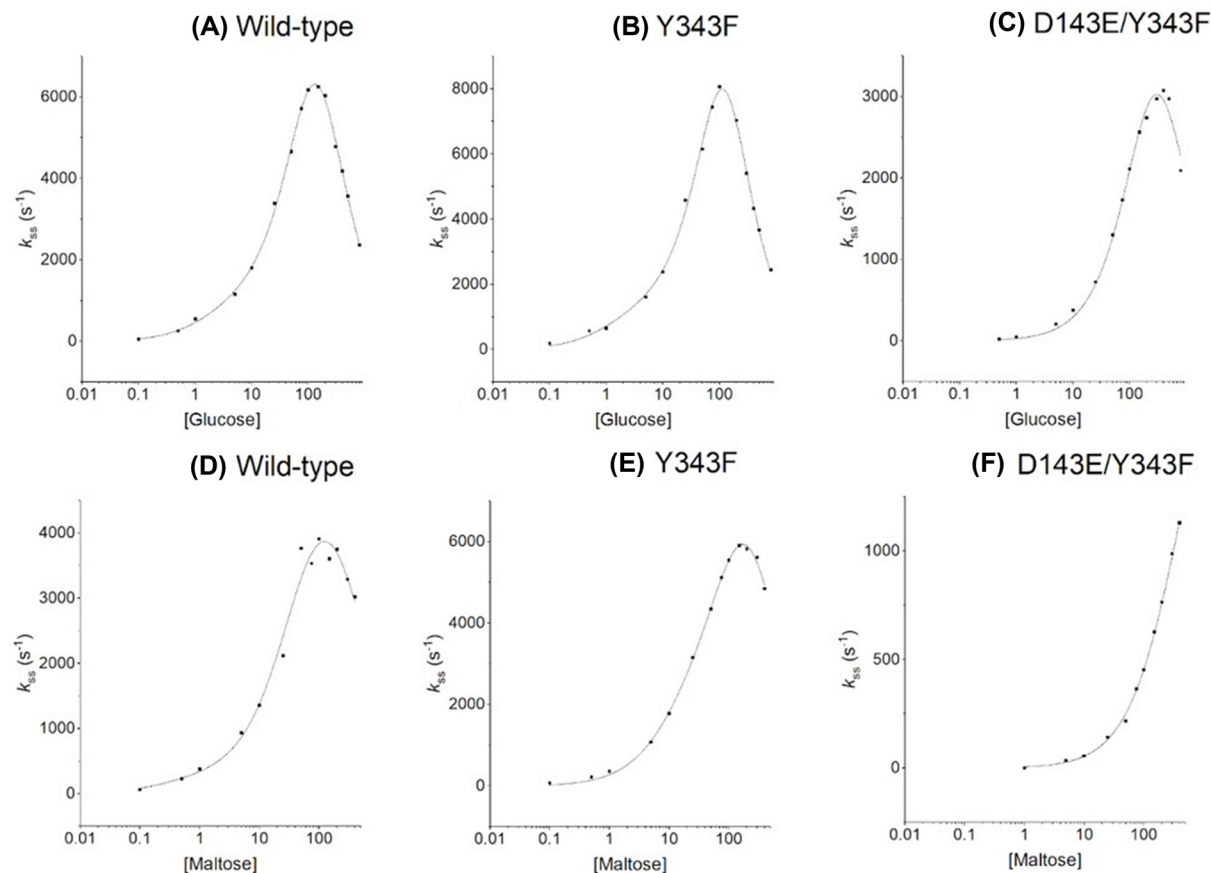 (A) Wild-type
(B) Y343F
(C) D143E/Y343F
6000
4000
2000
0
kss (s-1)
0.01 0.1 1 10 100
[Glucose]
8000
6000
4000
2000
0
kss (s-1)
0.01 0.1 1 10 100
[Glucose]
3000
2000
1000
0
kss (s-1)
0.01 0.1 1 10 100
[Glucose]
(D) Wild-type
(E) Y343F
(F) D143E/Y343F
4000
3000
2000
1000
0
kss (s-1)
0.01 0.1 1 10 100
[Maltose]
6000
4000
2000
0
kss (s-1)
0.01 0.1 1 10 100
[Maltose]
1000
500
0
kss (s-1)
0.01 0.1 1 10 100
[Maltose]